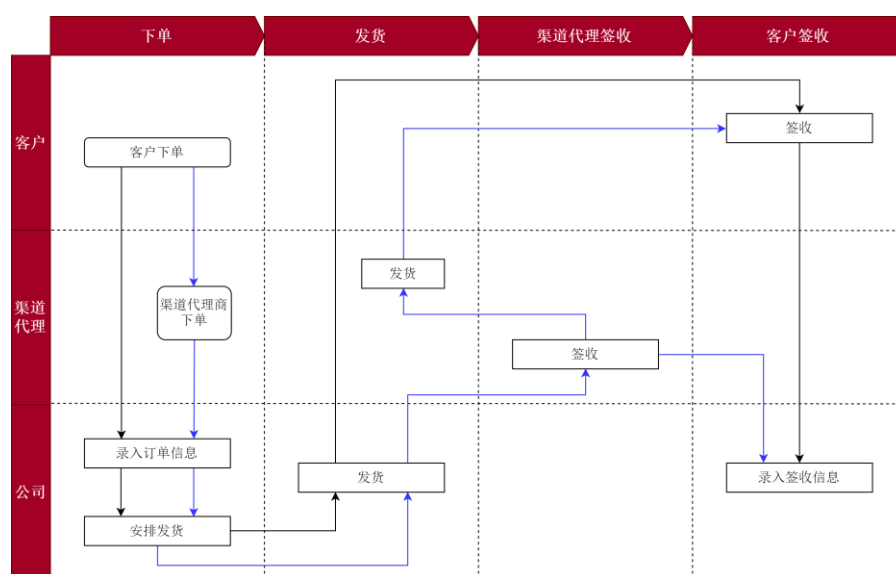 下单
发货
渠道代理签收
客户签收
客户
客户下单
签收
渠道
代理
渠道代理商
下单
发货
签收
公司
录入订单信息
安排发货
发货
录入签收信息